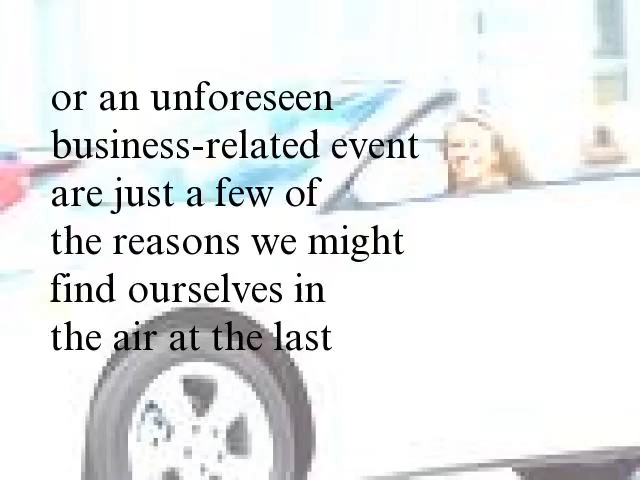 or an unforeseen
business-related event
are just a few of
the reasons we might
find ourselves in
the air at the last